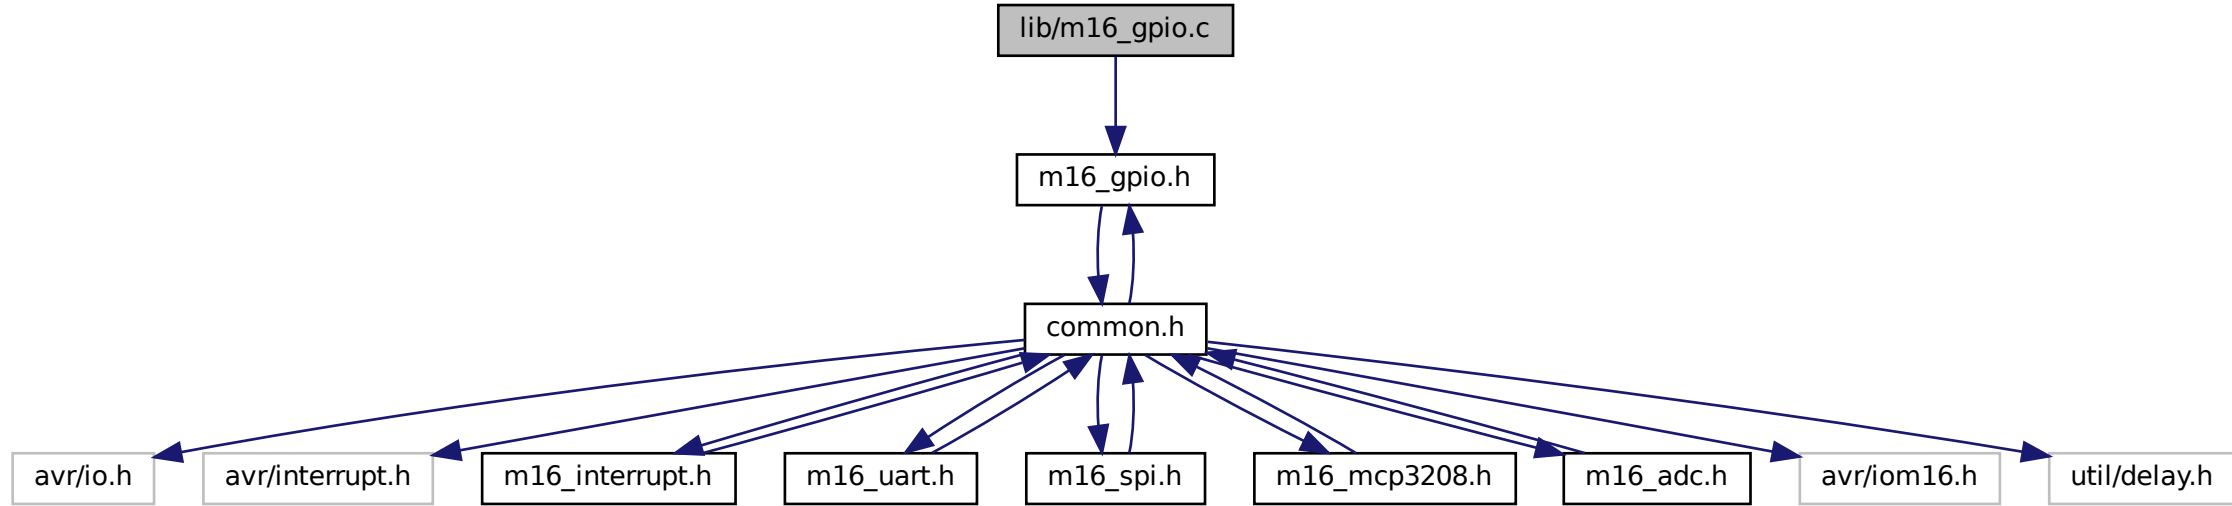 lib/m16_gpio.c
m16_gpio.h
common.h
avr/io.h
avr/interrupt.h
m16_interrupt.h
m16_uart.h
m16_spi.h
m16_mcp3208.h
m16_adc.h
avr/iom16.h
util/delay.h